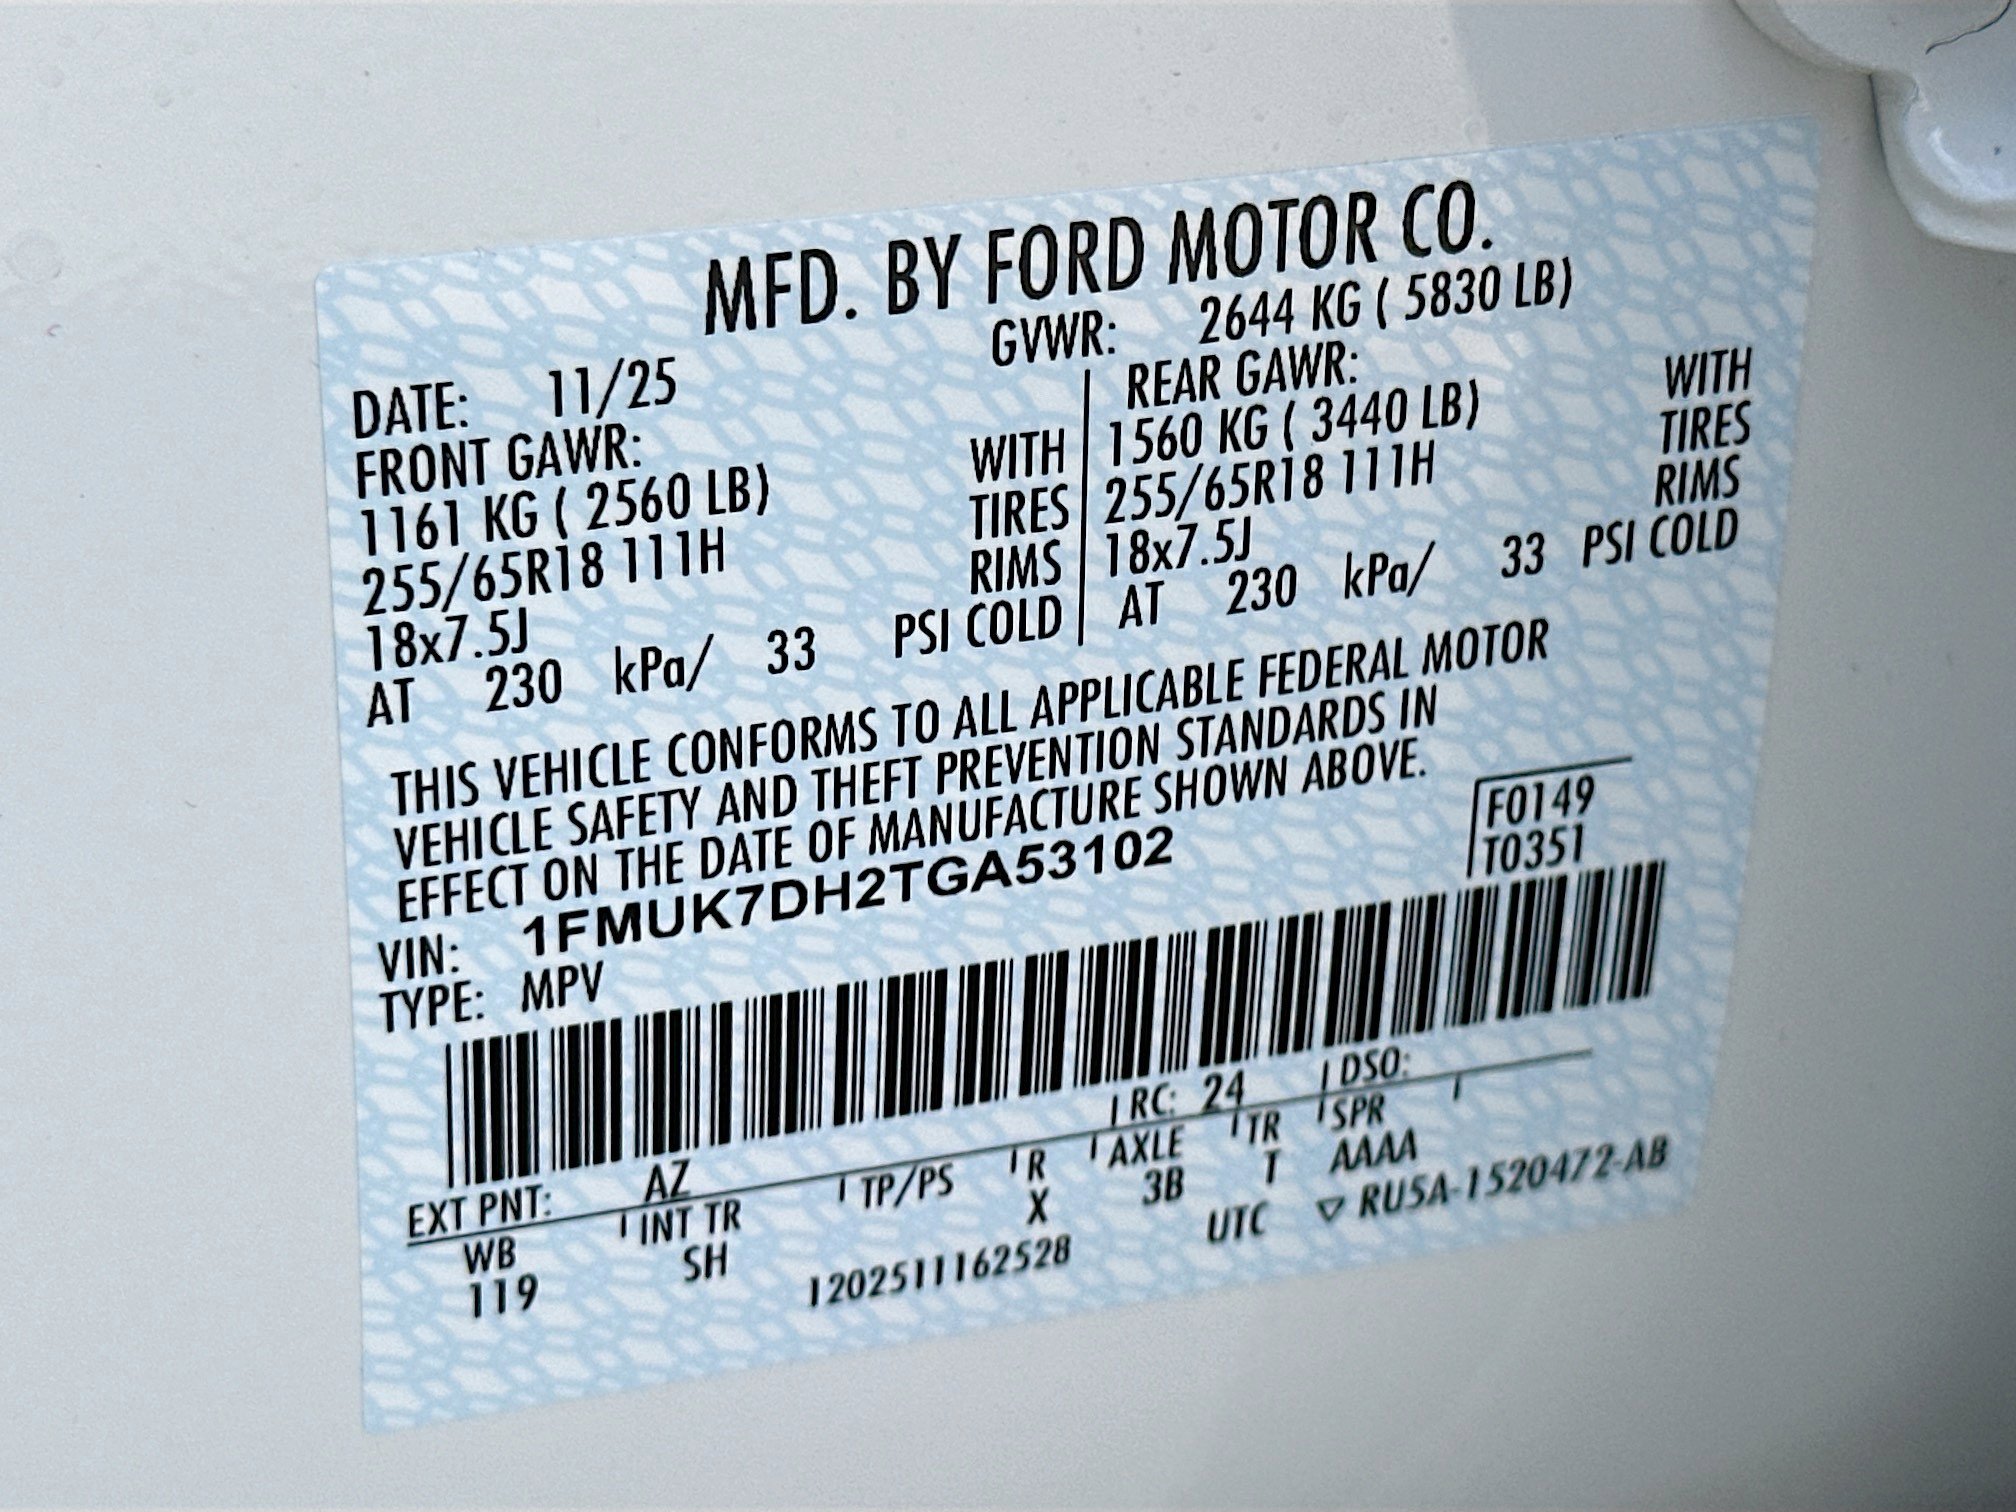 MFD. BY FORD MOTOR CO.
DATE: 11/25 GVWR: 2644 KG ( 5830 LB)
FRONT GAWR: REAR GAWR:
1161 KG ( 2560 LB) WITH 1560 KG ( 3440 LB) WITH
255/65R18 111H TIRES 255/65R18 111H TIRES
18x7.5J RIMS 18x7.5J RIMS
AT 230 kPa/ 33 PSI COLD AT 230 kPa/ 33 PSI COLD
THIS VEHICLE CONFORMS TO ALL APPLICABLE FEDERAL MOTOR
VEHICLE SAFETY AND THEFT PREVENTION STANDARDS IN
EFFECT ON THE DATE OF MANUFACTURE SHOWN ABOVE.
F0149
T0351
VIN: 1FMUK7DH2TGA53102
TYPE: MPV
EXT PNT: AZ RC: 24 DSO:
WB INT TR TP/PS R AXLE TR SPR
119 SH X 3B T AAAA
1202511162528 UTC ▽ RU5A-1520472-AB